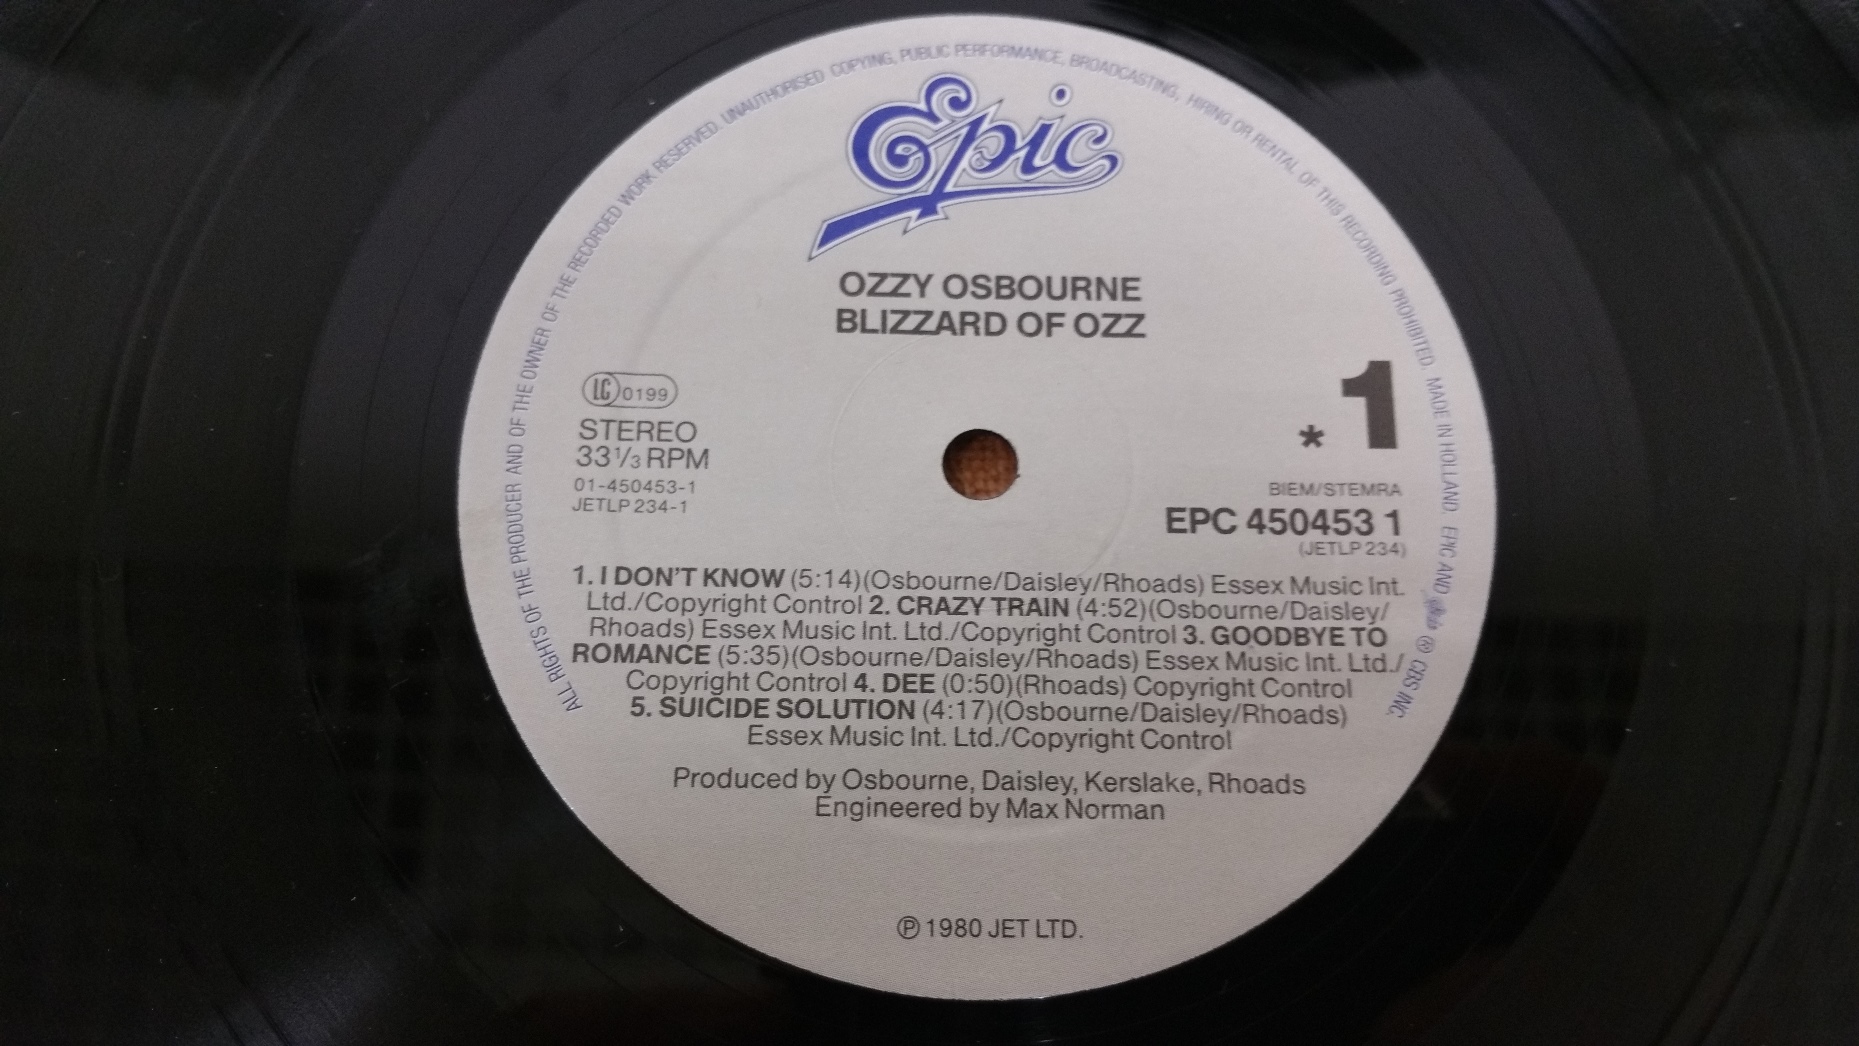 ALL RIGHTS OF THE PRODUCER AND OF THE OWNER OF THE RECORDED WORK RESERVED. UNAUTHORISED COPYING, PUBLIC PERFORMANCE, BROADCASTING, HIRING OR RENTAL OF THIS RECORDING PROHIBITED. MADE IN HOLLAND. EPIC AND Ⓡ CBS INC.
Epic
OZZY OSBOURNE
BLIZZARD OF OZZ
LC 0199
STEREO
33 1/3 RPM
01-450453-1
JETLP 234-1
* 1
BIEM/STEMRA
EPC 450453 1
(JETLP 234)
1. I DON'T KNOW (5:14)(Osbourne/Daisley/Rhoads) Essex Music Int.
Ltd./Copyright Control 2. CRAZY TRAIN (4:52)(Osbourne/Daisley/
Rhoads) Essex Music Int. Ltd./Copyright Control 3. GOODBYE TO
ROMANCE (5:35)(Osbourne/Daisley/Rhoads) Essex Music Int. Ltd./
Copyright Control 4. DEE (0:50)(Rhoads) Copyright Control
5. SUICIDE SOLUTION (4:17)(Osbourne/Daisley/Rhoads)
Essex Music Int. Ltd./Copyright Control
Produced by Osbourne, Daisley, Kerslake, Rhoads
Engineered by Max Norman
Ⓟ 1980 JET LTD.